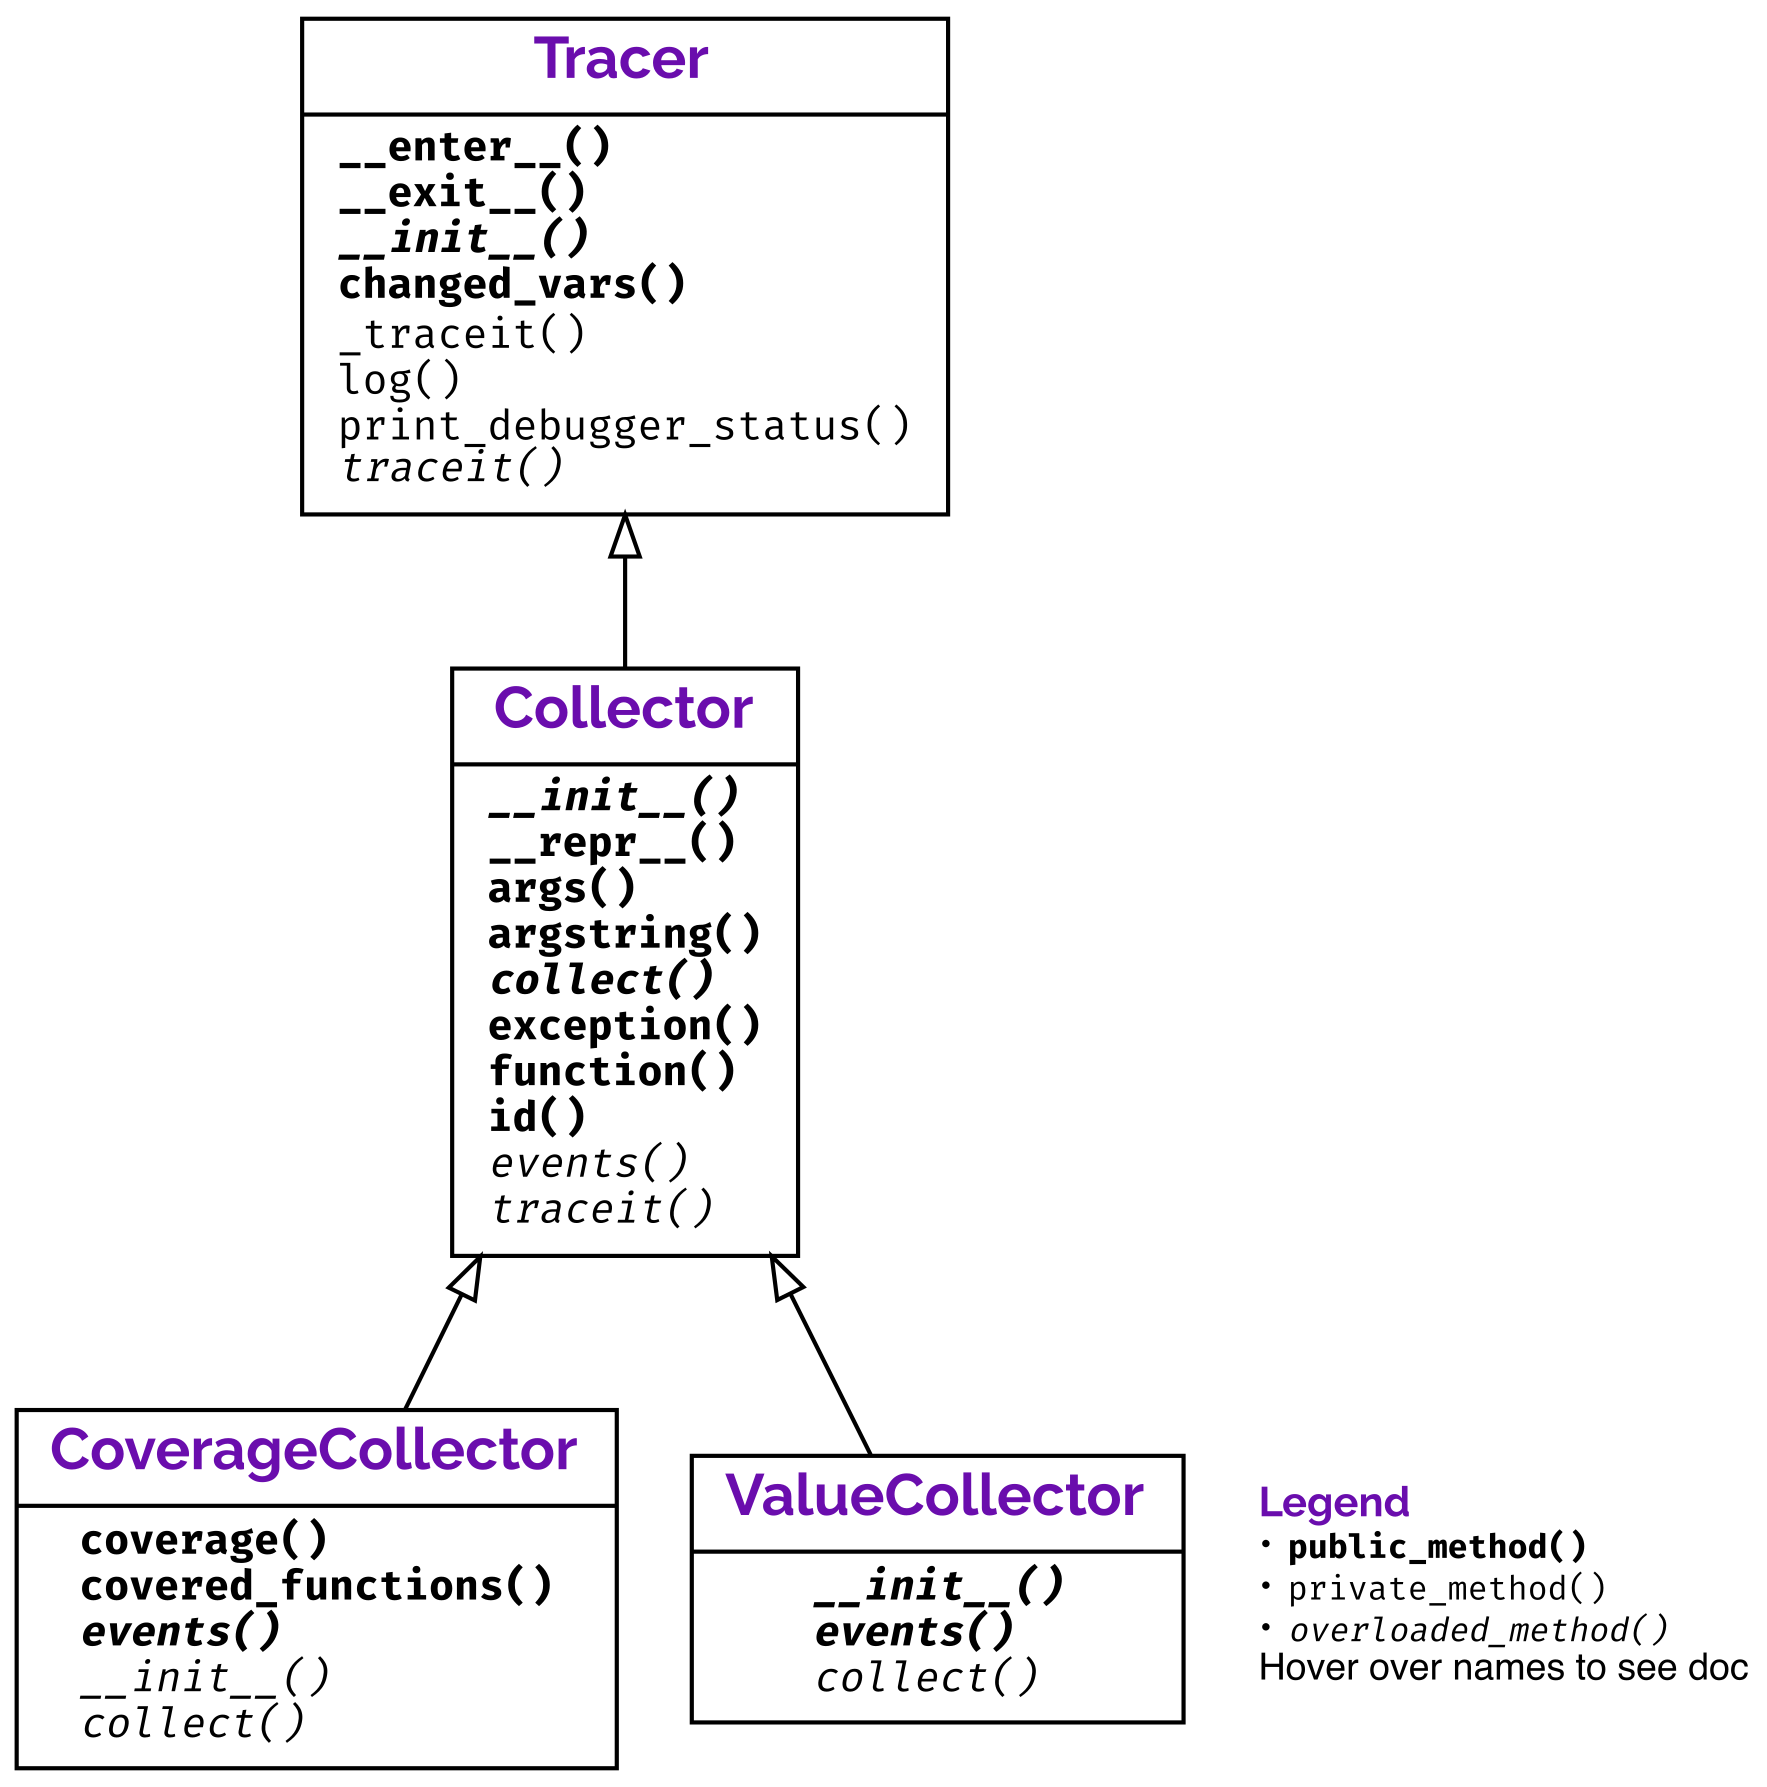 Tracer
__enter__()
__exit__()
__init__()
changed_vars()
_traceit()
log()
print_debugger_status()
traceit()
Collector
__init__()
__repr__()
args()
argstring()
collect()
exception()
function()
id()
events()
traceit()
CoverageCollector
coverage()
covered_functions()
events()
__init__()
collect()
ValueCollector
__init__()
events()
collect()
Legend
• public_method()
• private_method()
• overloaded_method()
Hover over names to see doc